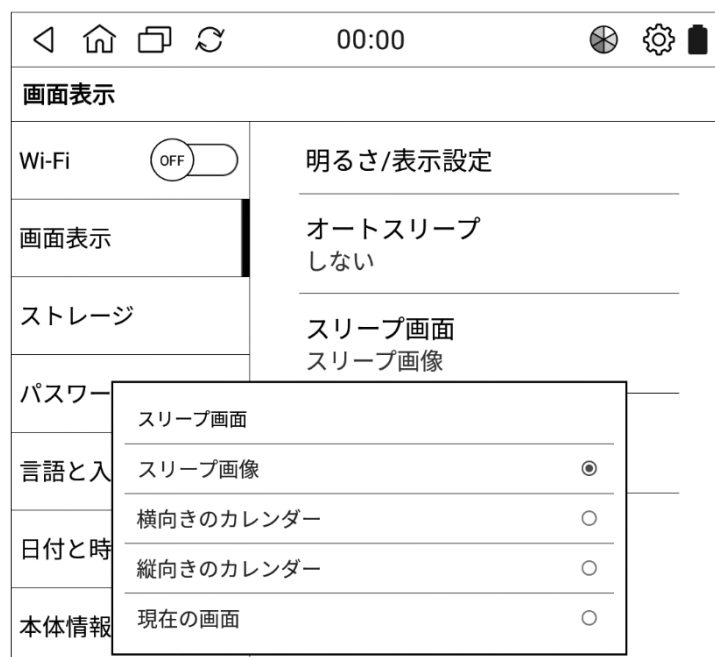 00:00
画面表示
Wi-Fi
OFF
画面表示
ストレージ
パスワー
言語と入
日付と時
本体情報
明るさ/表示設定
オートスリープ
しない
スリープ画面
スリープ画像
スリープ画面
スリープ画像
横向きのカレンダー
縦向きのカレンダー
現在の画面